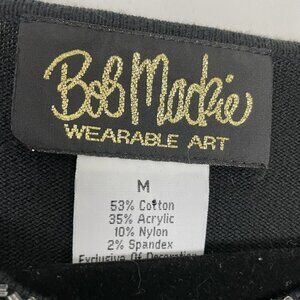 Bob Mackie
WEARABLE ART
M
53% Cotton
35% Acrylic
10% Nylon
2% Spandex
Exclusive Of Decoration